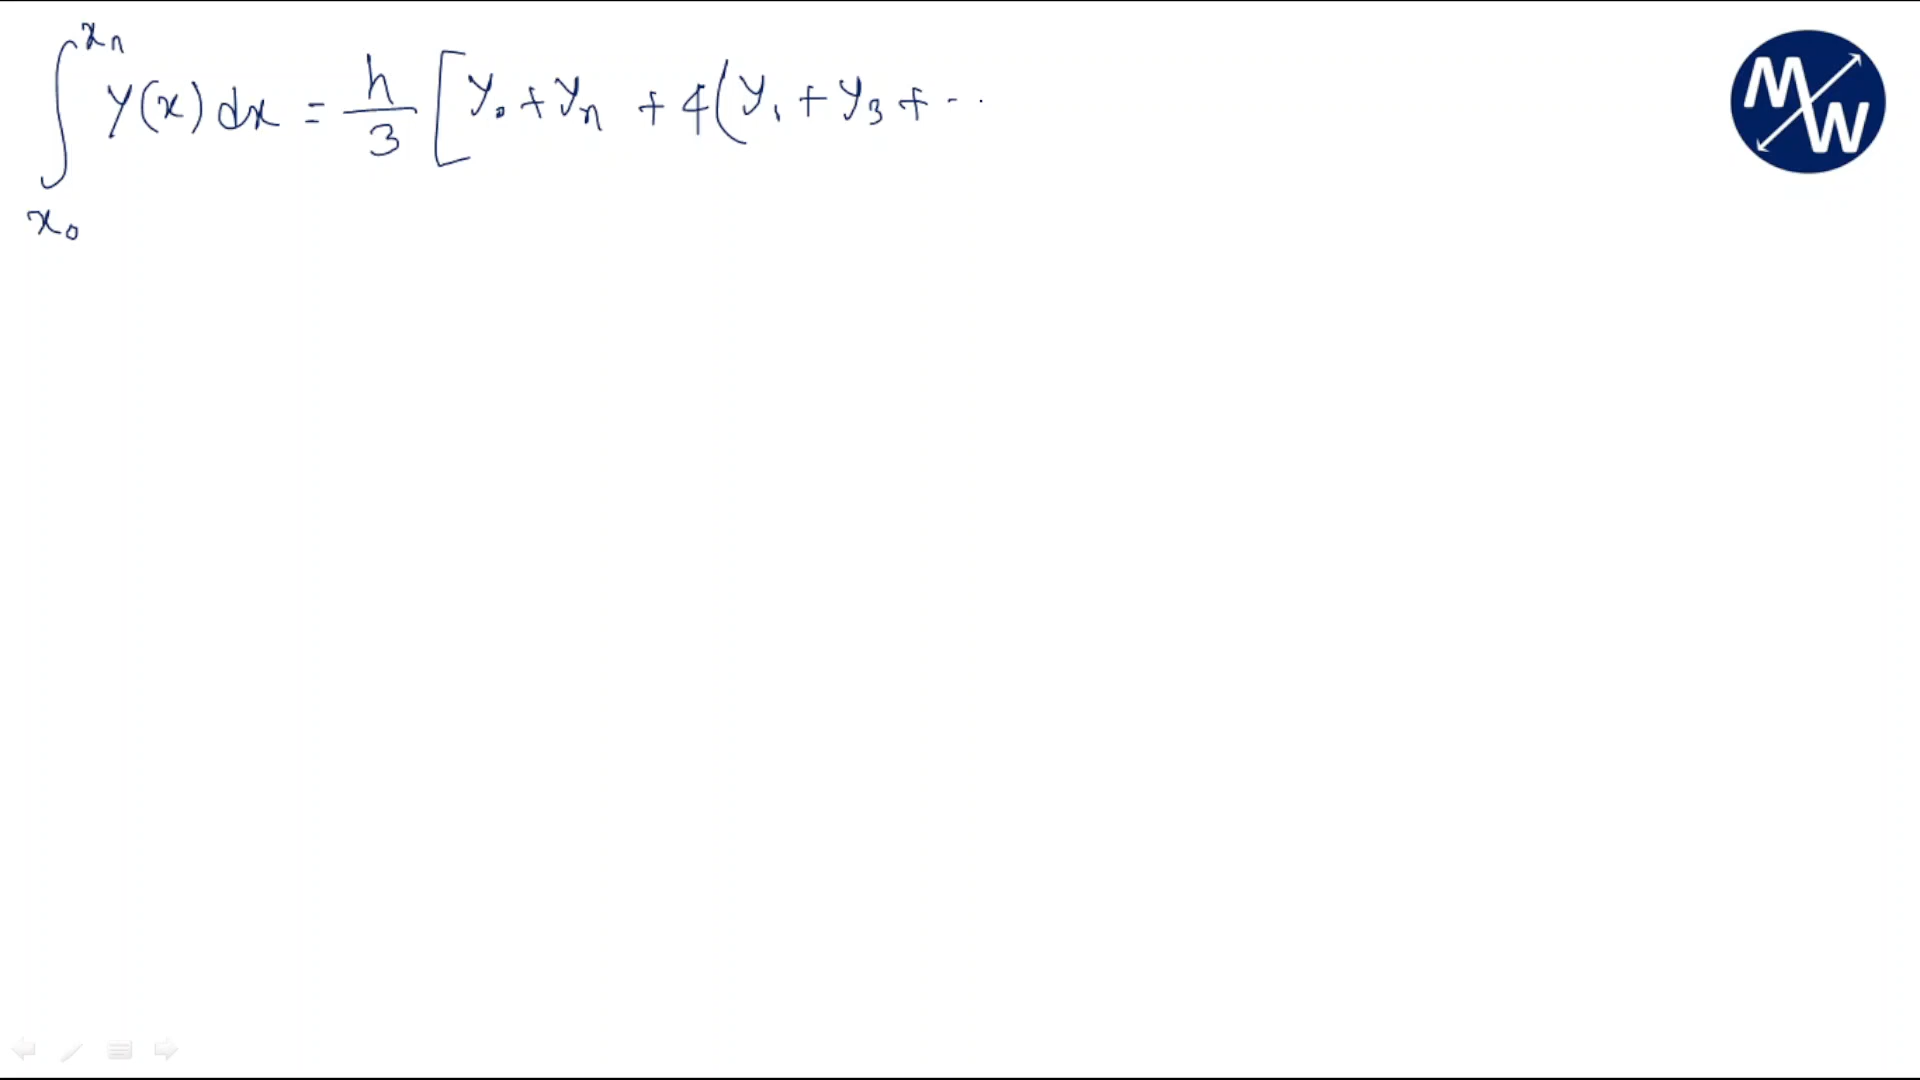 ∫_{x₀}^{xₙ} y(x) dx = h/3 [ y₀ + yₙ + 4(y₁ + y₃ + ...
MW